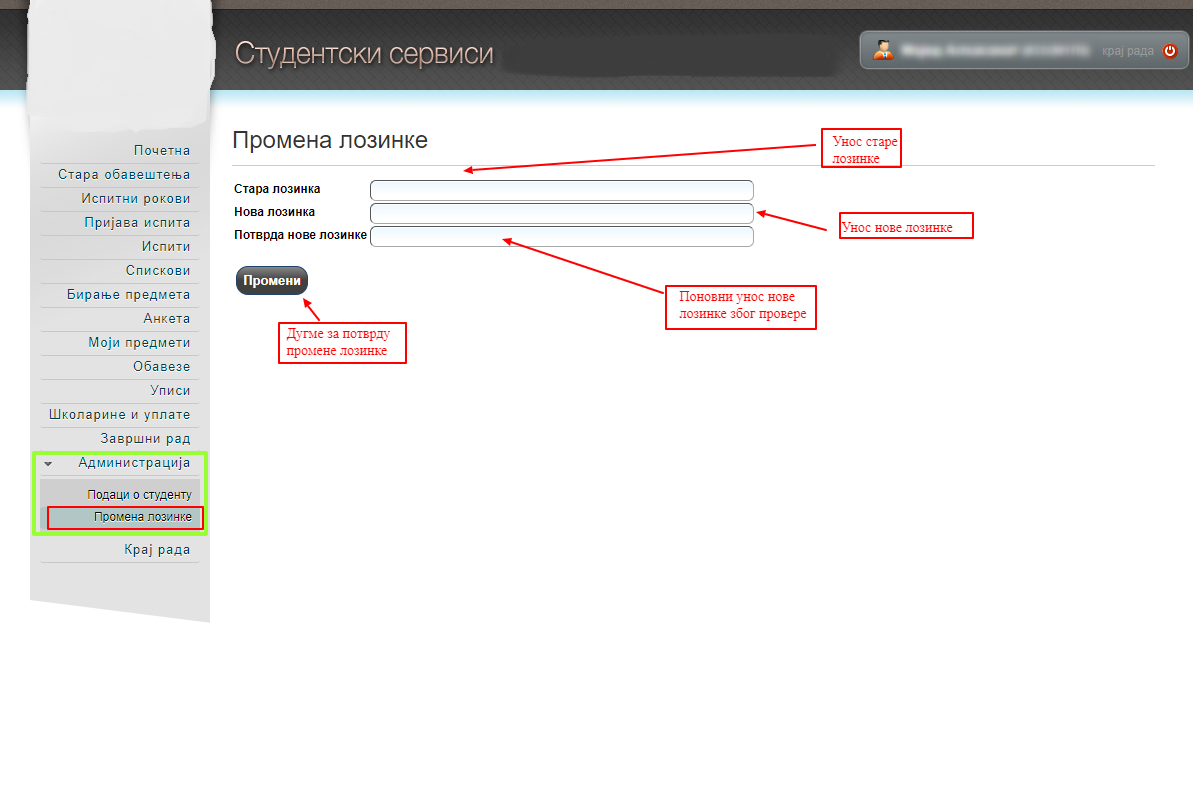 Студентски сервиси
крај рада
Почетна
Стара обавештења
Испитни рокови
Пријава испита
Испити
Спискови
Бирање предмета
Анкета
Моји предмети
Обавезе
Уписи
Школарине и уплате
Завршни рад
Администрација
Подаци о студенту
Промена лозинке
Крај рада
Промена лозинке
Унос старе
лозинке
Стара лозинка
Нова лозинка
Потврда нове лозинке
Унос нове лозинке
Промени
Поновни унос нове
лозинке због провере
Дугме за потврду
промене лозинке